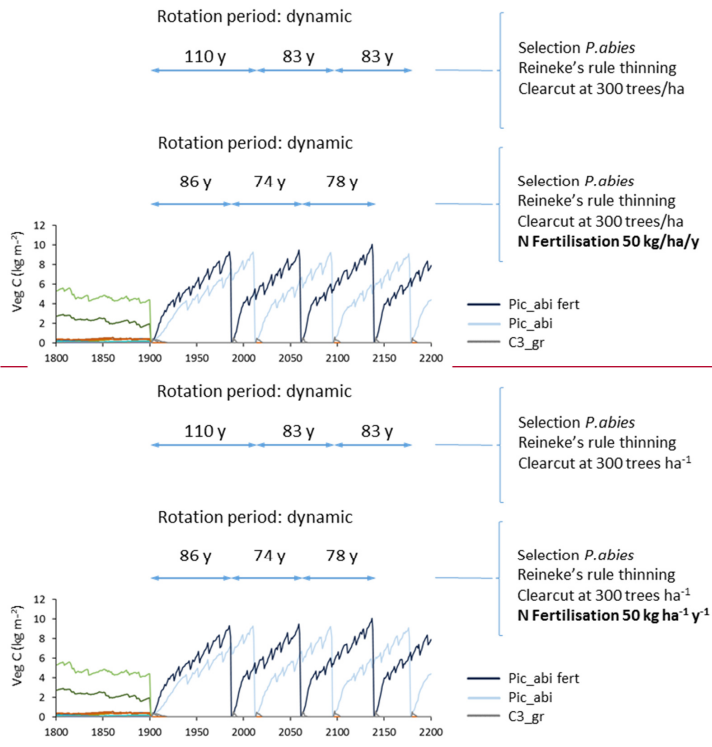 Rotation period: dynamic
110 y 83 y 83 y
Selection P.abies
Reineke's rule thinning
Clearcut at 300 trees/ha
Rotation period: dynamic
86 y 74 y 78 y
Selection P.abies
Reineke's rule thinning
Clearcut at 300 trees/ha
N Fertilisation 50 kg/ha/y
Veg C (kg m⁻²)
12
10
8
6
4
2
0
1800 1850 1900 1950 2000 2050 2100 2150 2200
Pic_abi fert
Pic_abi
C3_gr
Rotation period: dynamic
110 y 83 y 83 y
Selection P.abies
Reineke's rule thinning
Clearcut at 300 trees ha⁻¹
Rotation period: dynamic
86 y 74 y 78 y
Selection P.abies
Reineke's rule thinning
Clearcut at 300 trees ha⁻¹
N Fertilisation 50 kg ha⁻¹ y⁻¹
Veg C (kg m⁻²)
12
10
8
6
4
2
0
1800 1850 1900 1950 2000 2050 2100 2150 2200
Pic_abi fert
Pic_abi
C3_gr